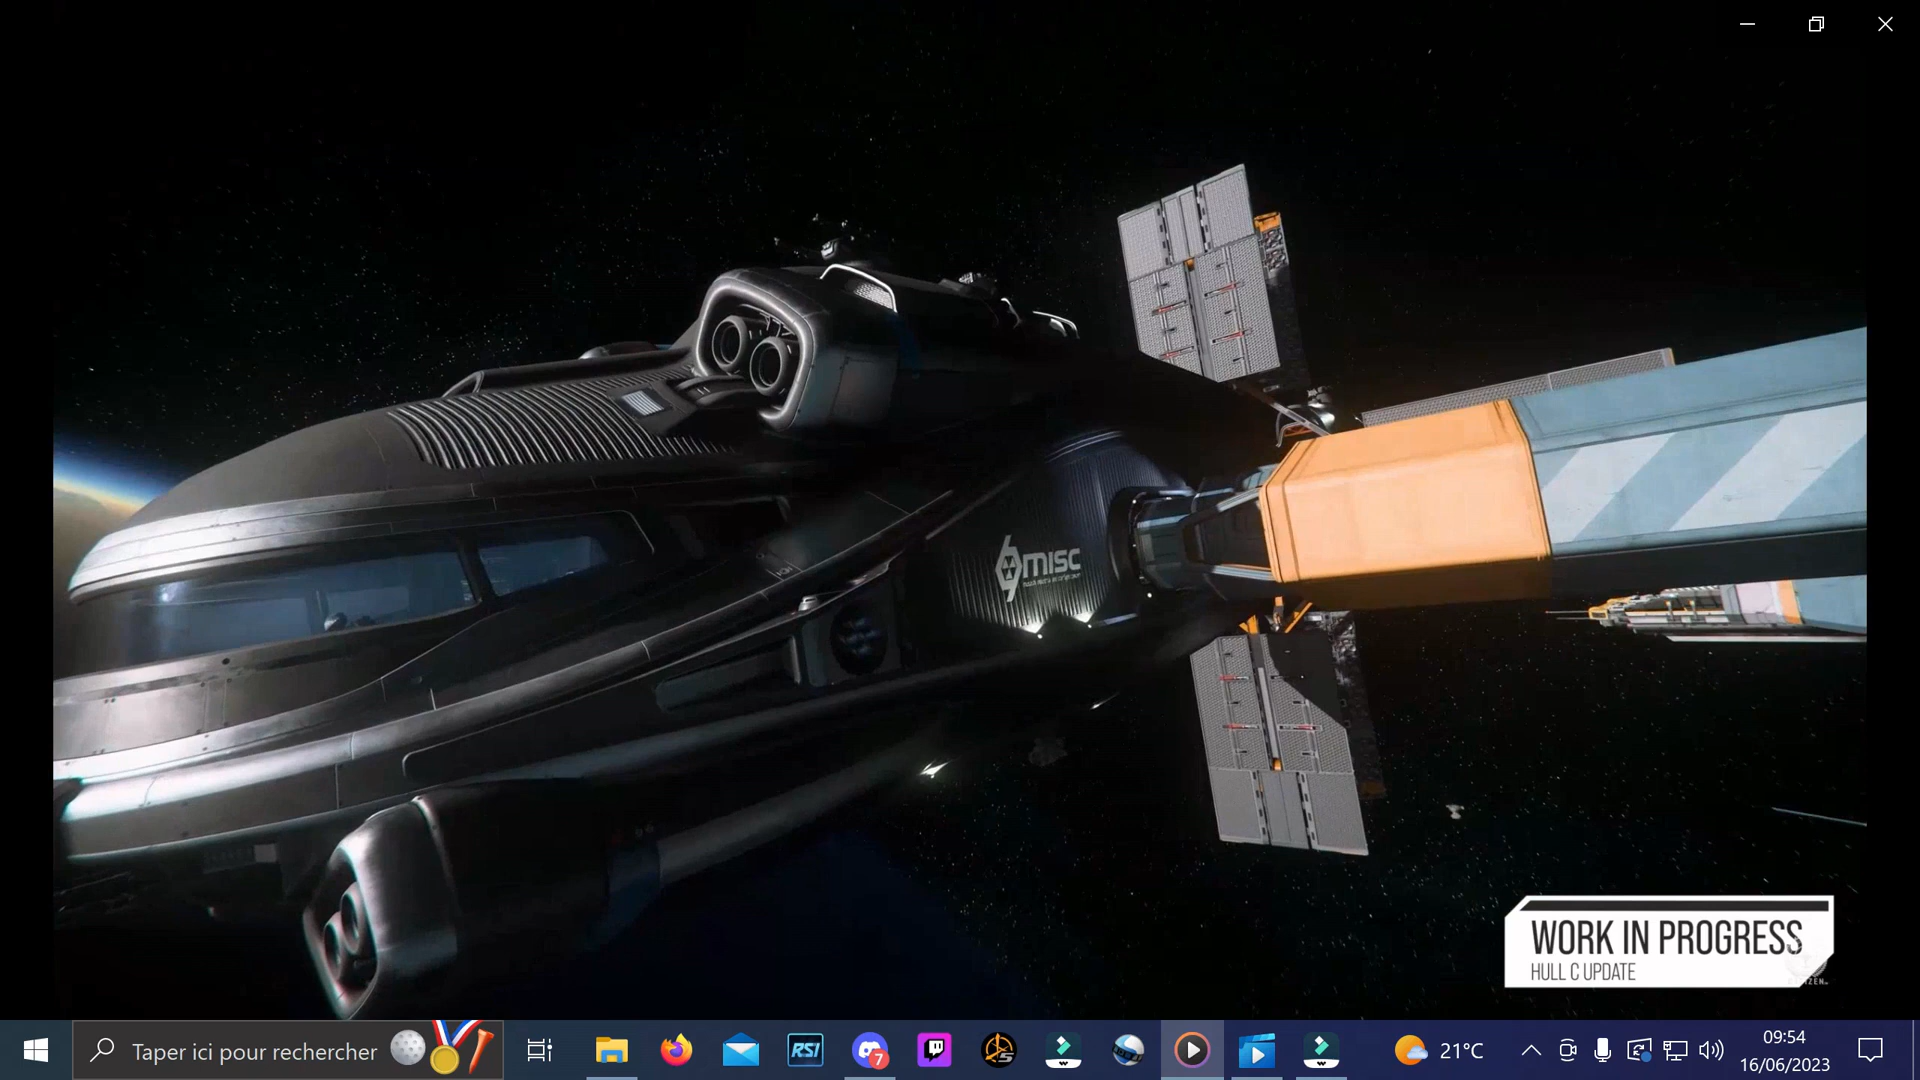 MISC
WORK IN PROGRESS
HULL C UPDATE
Taper ici pour rechercher
RSI
7
S
21°C
09:54
16/06/2023